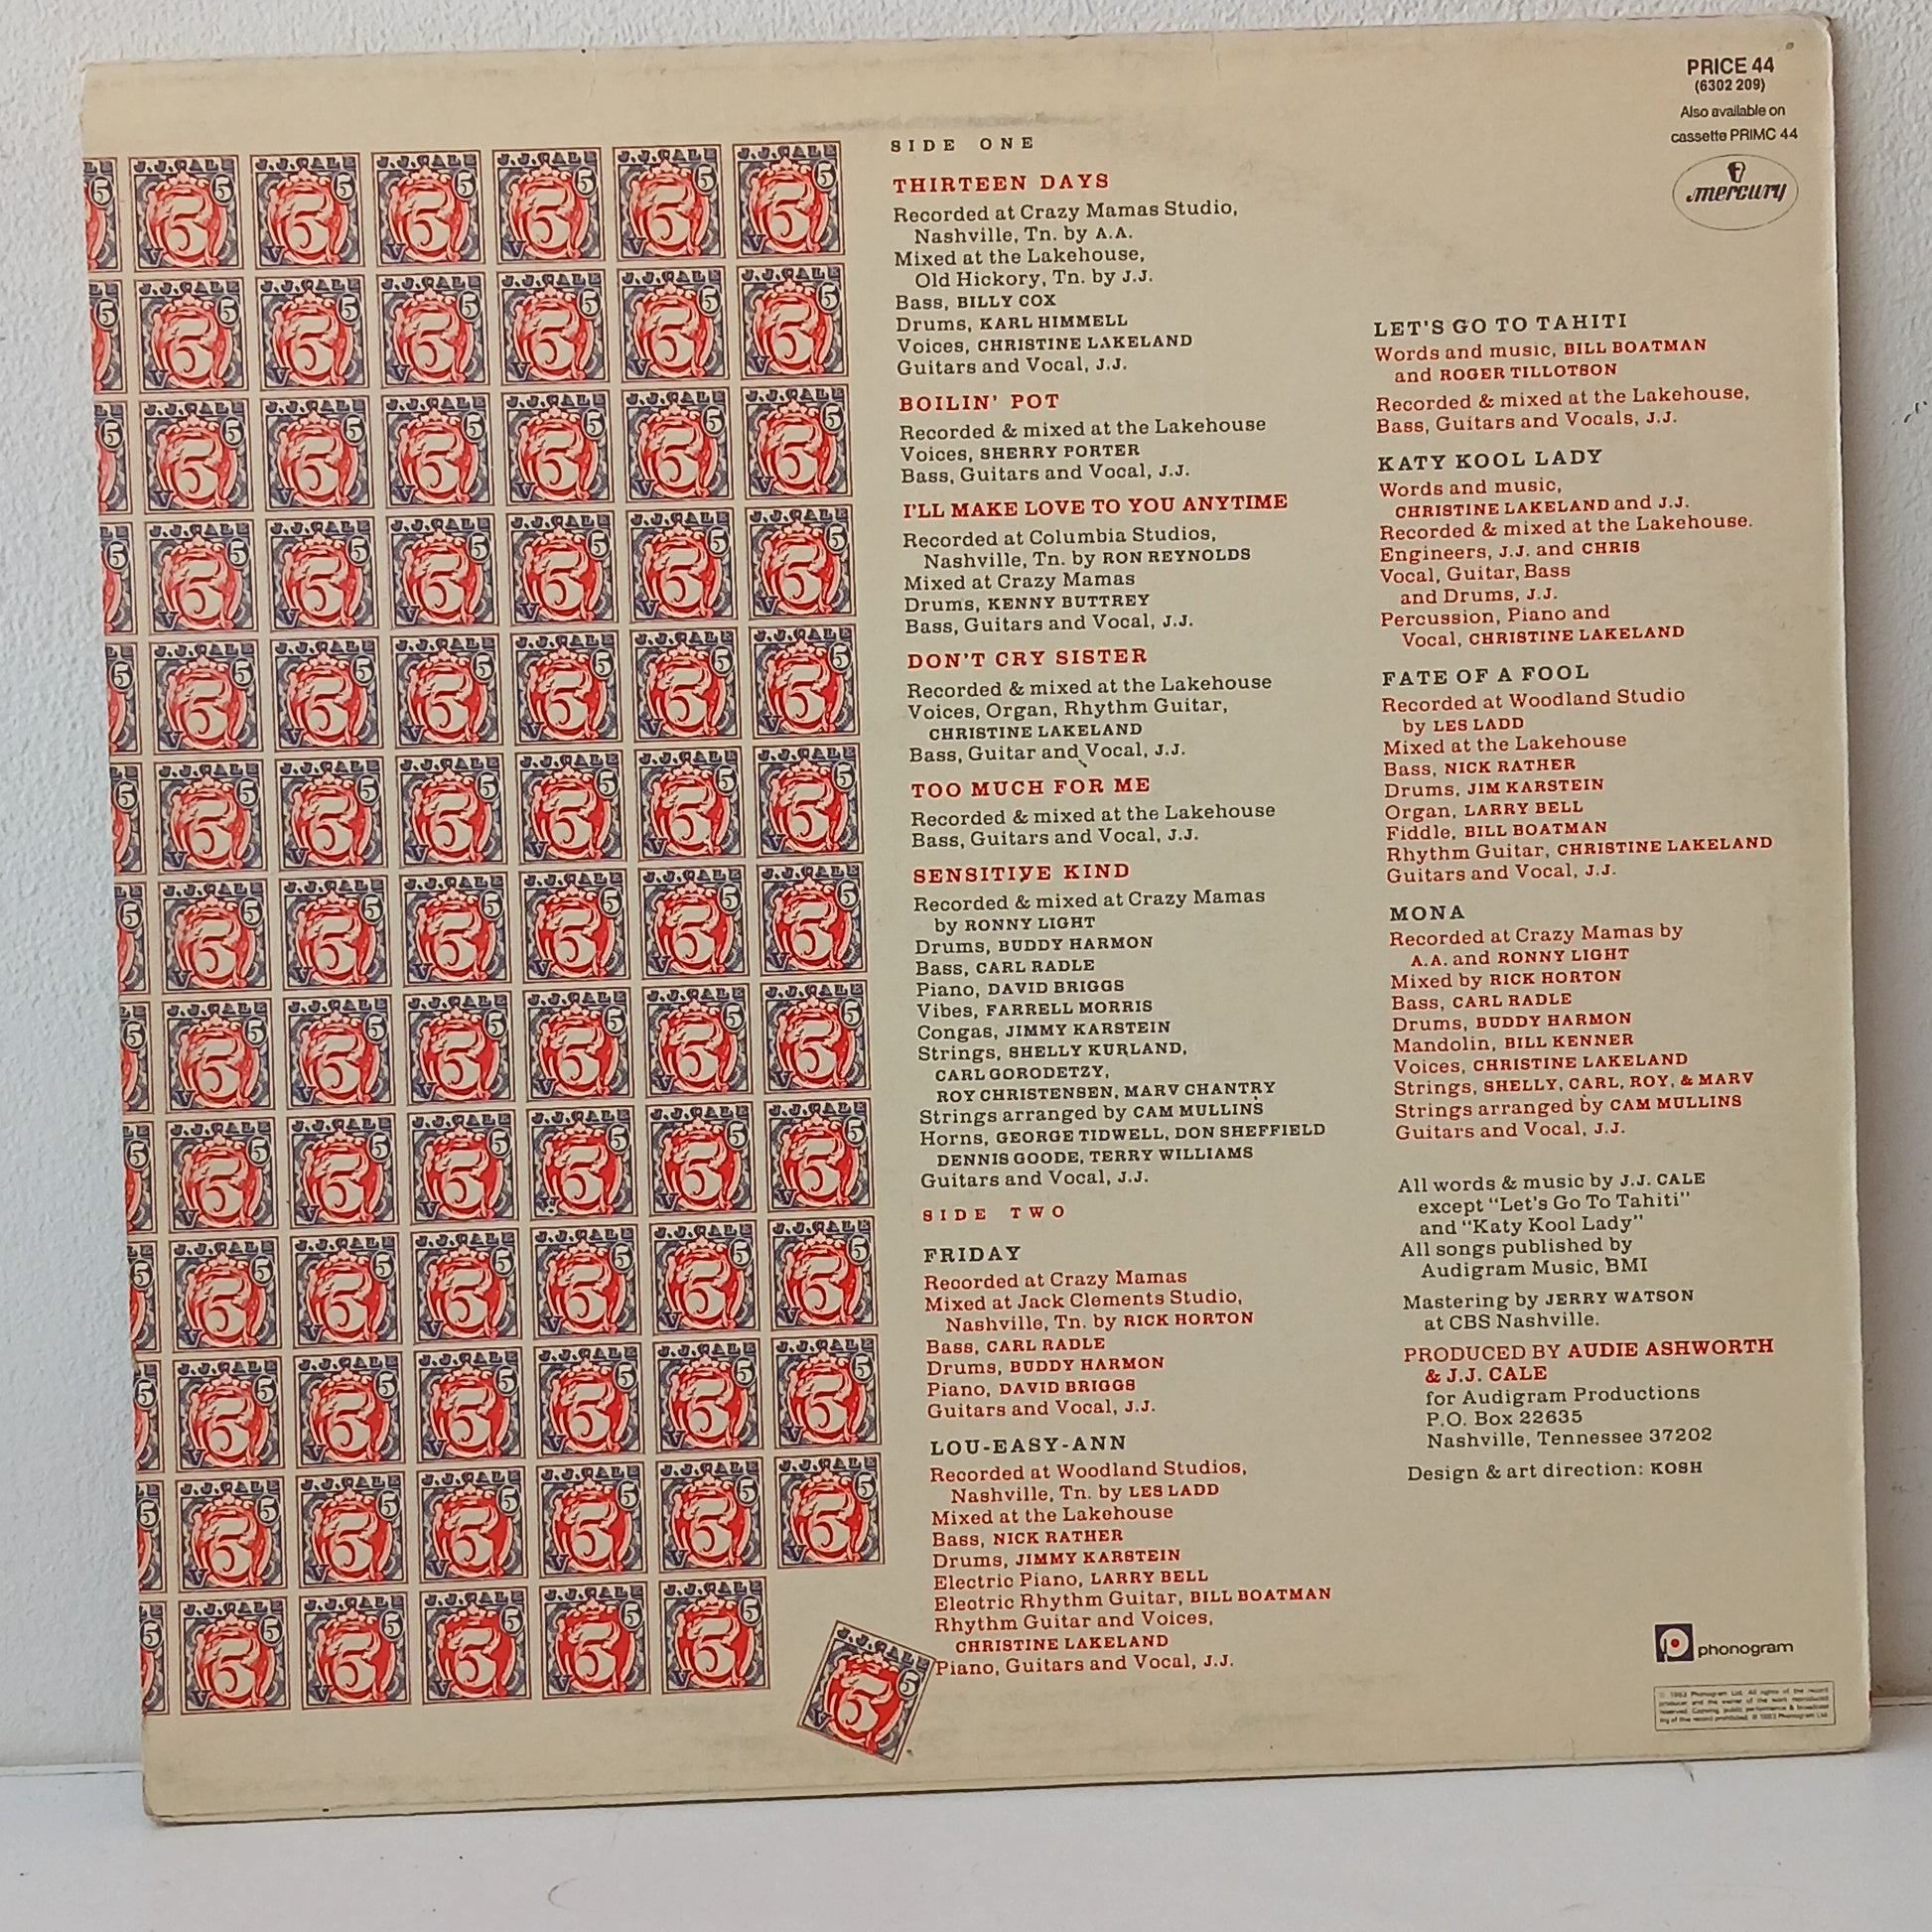 PRICE 44
(6302 209)
Also available on
cassette PRIMC 44
mercury
SIDE ONE
THIRTEEN DAYS
Recorded at Crazy Mamas Studio,
Nashville, Tn. by A.A.
Mixed at the Lakehouse,
Old Hickory, Tn. by J.J.
Bass, BILLY COX
Drums, KARL HIMMELL
Voices, CHRISTINE LAKELAND
Guitars and Vocal, J.J.
BOILIN' POT
Recorded & mixed at the Lakehouse
Voices, SHERRY PORTER
Bass, Guitars and Vocal, J.J.
I'LL MAKE LOVE TO YOU ANYTIME
Recorded at Columbia Studios,
Nashville, Tn. by RON REYNOLDS
Mixed at Crazy Mamas
Drums, KENNY BUTTREY
Bass, Guitars and Vocal, J.J.
DON'T CRY SISTER
Recorded & mixed at the Lakehouse
Voices, Organ, Rhythm Guitar,
CHRISTINE LAKELAND
Bass, Guitar and Vocal, J.J.
TOO MUCH FOR ME
Recorded & mixed at the Lakehouse
Bass, Guitars and Vocal, J.J.
SENSITIVE KIND
Recorded & mixed at Crazy Mamas
by RONNY LIGHT
Drums, BUDDY HARMON
Bass, CARL RADLE
Piano, DAVID BRIGGS
Vibes, FARRELL MORRIS
Congas, JIMMY KARSTEIN
Strings, SHELLY KURLAND,
CARL GORODETZY,
ROY CHRISTENSEN, MARV CHANTRY
Strings arranged by CAM MULLINS
Horns, GEORGE TIDWELL, DON SHEFFIELD
DENNIS GOODE, TERRY WILLIAMS
Guitars and Vocal, J.J.
SIDE TWO
FRIDAY
Recorded at Crazy Mamas
Mixed at Jack Clements Studio,
Nashville, Tn. by RICK HORTON
Bass, CARL RADLE
Drums, BUDDY HARMON
Piano, DAVID BRIGGS
Guitars and Vocal, J.J.
LOU-EASY-ANN
Recorded at Woodland Studios,
Nashville, Tn. by LES LADD
Mixed at the Lakehouse
Bass, NICK RATHER
Drums, JIMMY KARSTEIN
Electric Piano, LARRY BELL
Electric Rhythm Guitar, BILL BOATMAN
Rhythm Guitar and Voices,
CHRISTINE LAKELAND
Piano, Guitars and Vocal, J.J.
LET'S GO TO TAHITI
Words and music, BILL BOATMAN
and ROGER TILLOTSON
Recorded & mixed at the Lakehouse,
Bass, Guitars and Vocals, J.J.
KATY KOOL LADY
Words and music,
CHRISTINE LAKELAND and J.J.
Recorded & mixed at the Lakehouse.
Engineers, J.J. and CHRIS
Vocal, Guitar, Bass
and Drums, J.J.
Percussion, Piano and
Vocal, CHRISTINE LAKELAND
FATE OF A FOOL
Recorded at Woodland Studio
by LES LADD
Mixed at the Lakehouse
Bass, NICK RATHER
Drums, JIM KARSTEIN
Organ, LARRY BELL
Fiddle, BILL BOATMAN
Rhythm Guitar, CHRISTINE LAKELAND
Guitars and Vocal, J.J.
MONA
Recorded at Crazy Mamas by
A.A. and RONNY LIGHT
Mixed by RICK HORTON
Bass, CARL RADLE
Drums, BUDDY HARMON
Mandolin, BILL KENNER
Voices, CHRISTINE LAKELAND
Strings, SHELLY, CARL, ROY, & MARV
Strings arranged by CAM MULLINS
Guitars and Vocal, J.J.
All words & music by J.J. CALE
except "Let's Go To Tahiti"
and "Katy Kool Lady"
All songs published by
Audigram Music, BMI
Mastering by JERRY WATSON
at CBS Nashville.
PRODUCED BY AUDIE ASHWORTH
& J.J. CALE
for Audigram Productions
P.O. Box 22635
Nashville, Tennessee 37202
Design & art direction: KOSH
phonogram
J.J. CALE
5
5
V